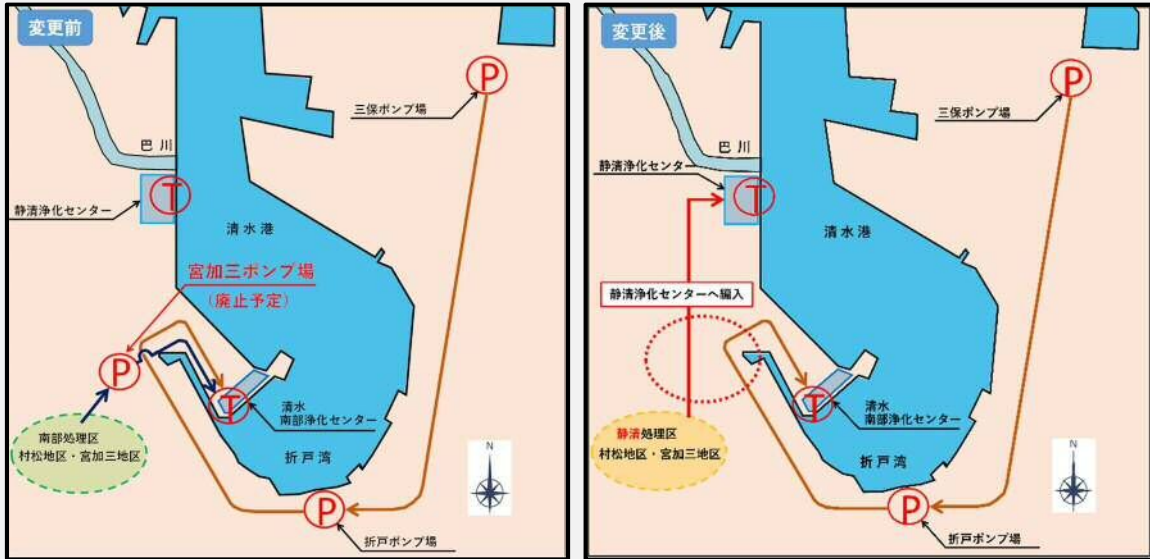 変更前
P
三保ポンプ場
巴川
T
静清浄化センター
清水港
宮加三ポンプ場
(廃止予定)
P
T
清水
南部浄化センター
南部処理区
村松地区・宮加三地区
折戸湾
N
P
折戸ポンプ場
変更後
P
三保ポンプ場
巴川
静清浄化センター
T
清水港
静清浄化センターへ編入
T
清水
南部浄化センター
静清処理区
村松地区・宮加三地区
折戸湾
N
P
折戸ポンプ場